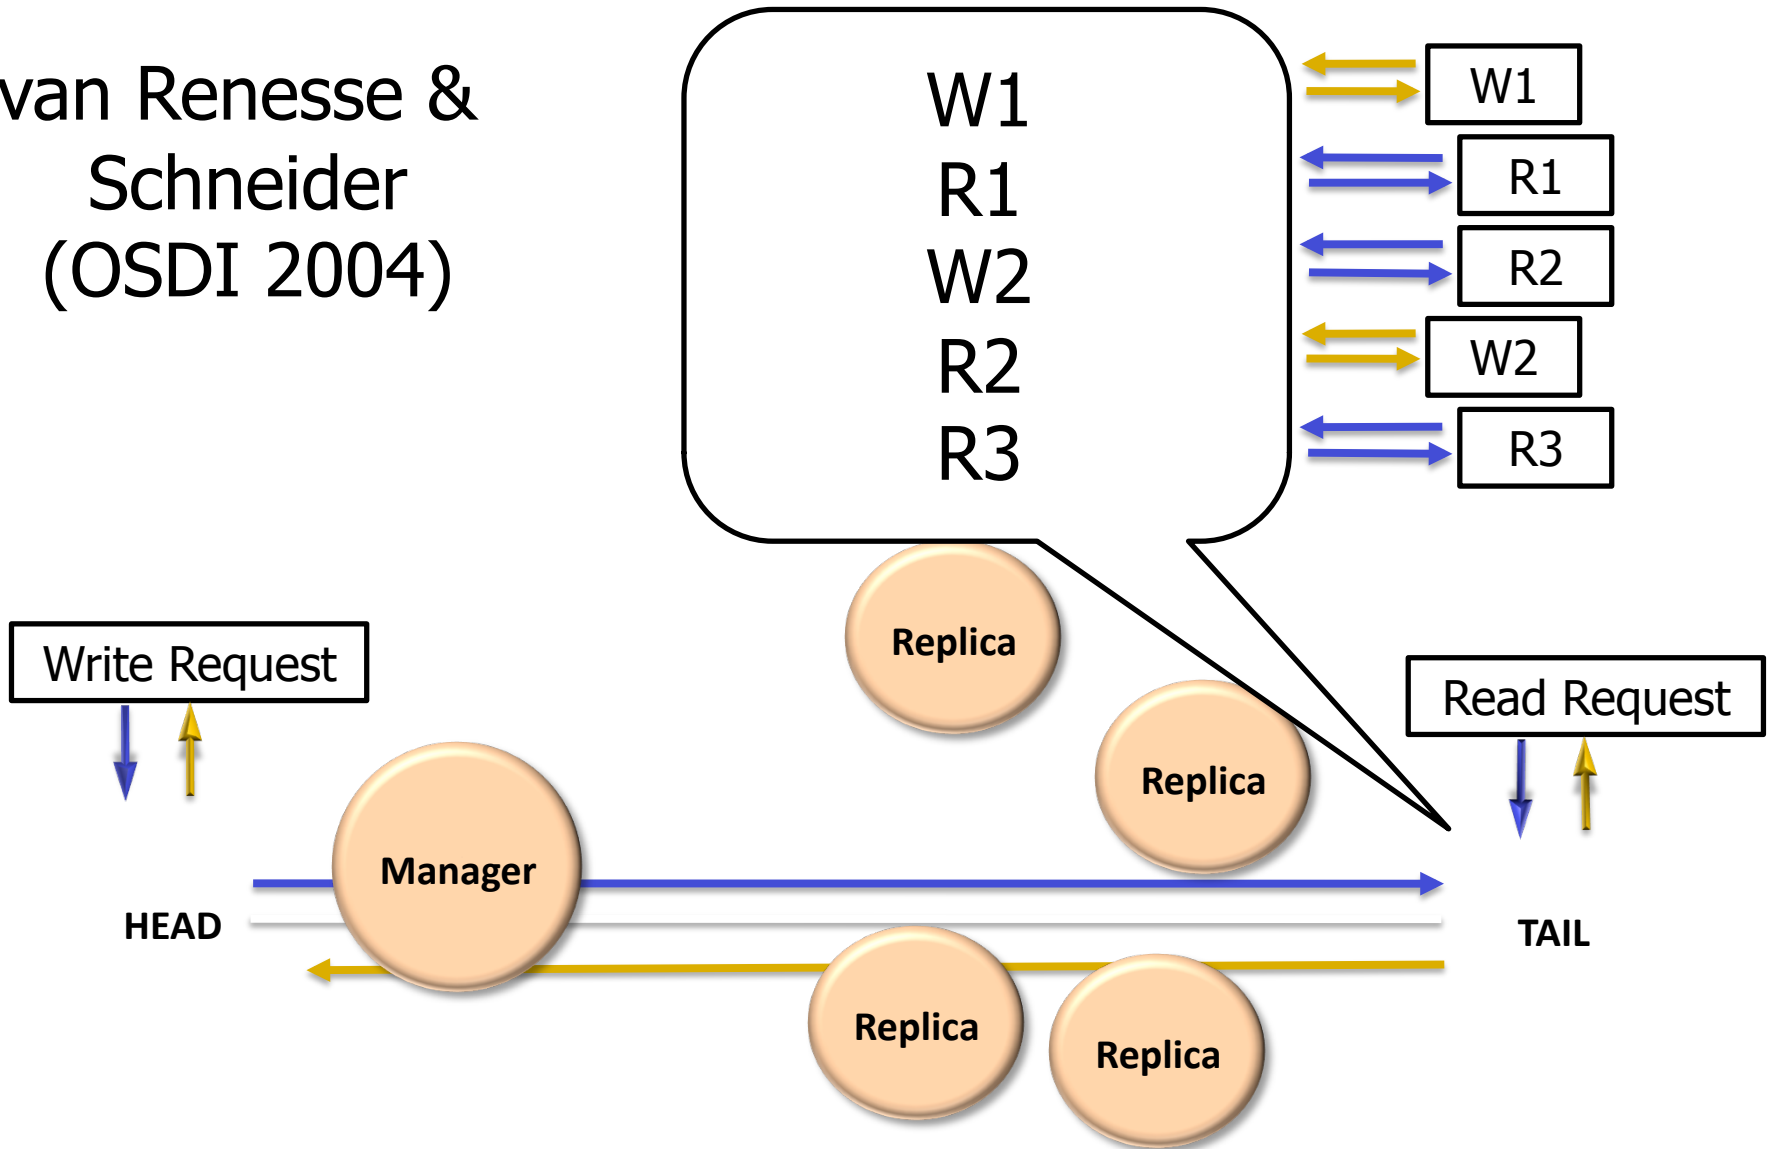 van Renesse &
Schneider
(OSDI 2004)
W1
R1
W2
R2
R3
W1
R1
R2
W2
R3
Replica
Write Request
Read Request
Replica
Manager
HEAD
TAIL
Replica
Replica